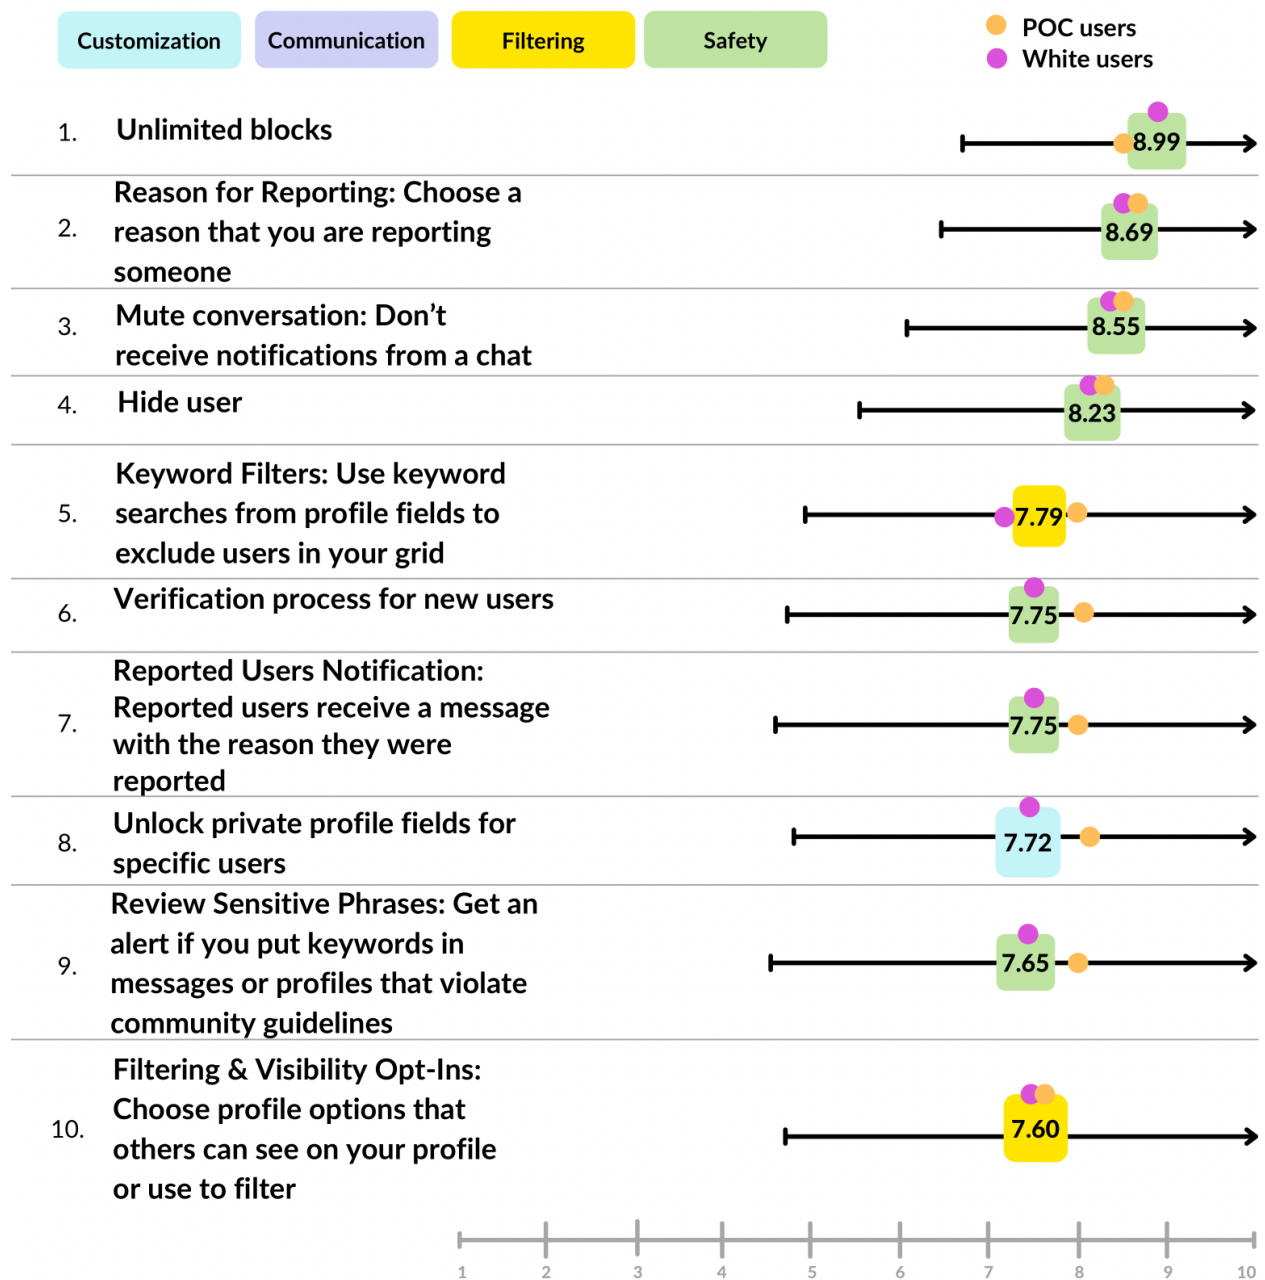 Customization
Communication
Filtering
Safety
POC users
White users
1.
Unlimited blocks
8.99
2.
Reason for Reporting: Choose a
reason that you are reporting
someone
8.69
3.
Mute conversation: Don’t
receive notifications from a chat
8.55
4.
Hide user
8.23
5.
Keyword Filters: Use keyword
searches from profile fields to
exclude users in your grid
7.79
6.
Verification process for new users
7.75
7.
Reported Users Notification:
Reported users receive a message
with the reason they were
reported
7.75
8.
Unlock private profile fields for
specific users
7.72
9.
Review Sensitive Phrases: Get an
alert if you put keywords in
messages or profiles that violate
community guidelines
7.65
10.
Filtering & Visibility Opt-Ins:
Choose profile options that
others can see on your profile
or use to filter
7.60
1 2 3 4 5 6 7 8 9 10